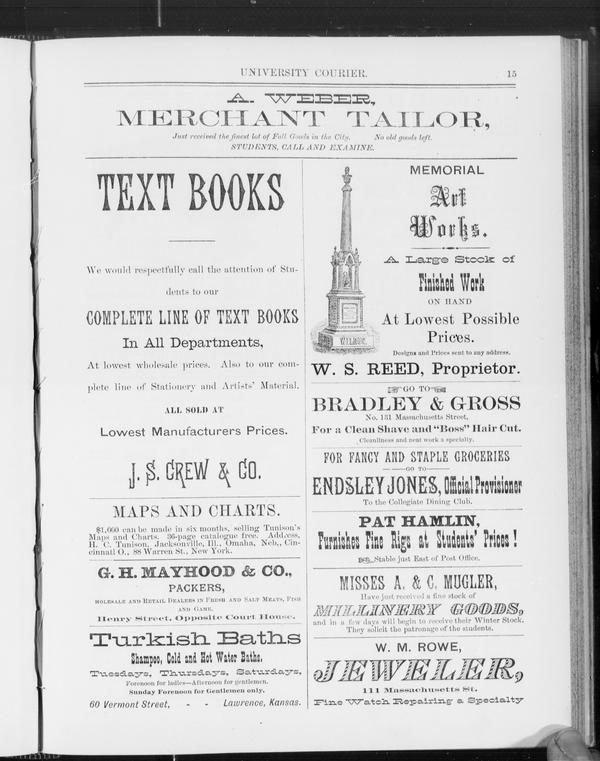 UNIVERSITY COURIER. 15
A. WEBER,
MERCHANT TAILOR,
Just received the finest lot of Fall Goods in the City. No old goods left.
STUDENTS, CALL AND EXAMINE.
TEXT BOOKS
We would respectfully call the attention of Stu-
dents to our
COMPLETE LINE OF TEXT BOOKS
In All Departments,
At lowest wholesale prices. Also to our com-
plete line of Stationery and Artists' Material.
ALL SOLD AT
Lowest Manufacturers Prices.
J. S. CREW & CO.
MAPS AND CHARTS.
$1,660 can be made in six months, selling Tunison's
Maps and Charts. 36-page catalogue free. Address,
H. C. Tunison, Jacksonville, Ill., Omaha, Neb., Cin-
cinnati O., 88 Warren St., New York.
G. H. MAYHOOD & CO.,
PACKERS,
HOLESALE AND RETAIL DEALERS IN FRESH AND SALT MEATS, FISH
AND GAME.
Henry Street, Opposite Court House.
Turkish Baths
Shampoo, Cold and Hot Water Baths.
Tuesdays, Thursdays, Saturdays,
Forenoon for ladies—Afternoon for gentlemen.
Sunday Forenoon for Gentlemen only.
60 Vermont Street, - - Lawrence, Kansas.
MEMORIAL
Art
Works.
A Large Stock of
Finished Work
ON HAND
At Lowest Possible
Prices.
Designs and Prices sent to any address.
WILDER.
W. S. REED, Proprietor.
GO TO
BRADLEY & GROSS
No. 131 Massachusetts Street,
For a Clean Shave and "Boss" Hair Cut.
Cleanliness and neat work a specialty.
FOR FANCY AND STAPLE GROCERIES
——GO TO——
ENDSLEY JONES, Official Provisioner
To the Collegiate Dining Club.
PAT HAMLIN,
Furnishes Fine Rigs at Students' Prices!
Stable just East of Post Office.
MISSES A. & C. MUGLER,
Have just received a fine stock of
MILLINERY GOODS,
and in a few days will begin to receive their Winter Stock.
They solicit the patronage of the students.
W. M. ROWE,
JEWELER,
111 Massachusetts St.
Fine Watch Repairing a Specialty